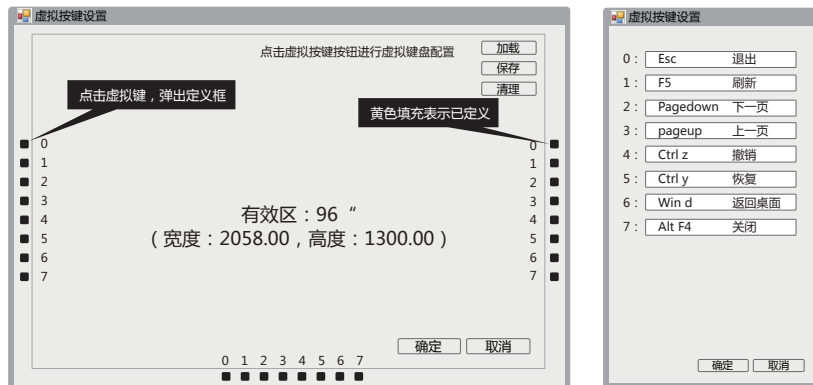 虚拟按键设置
点击虚拟按键按钮进行虚拟键盘配置
加载
保存
清理
点击虚拟键，弹出定义框
黄色填充表示已定义
0
1
2
3
4
5
6
7
0
1
2
3
4
5
6
7
有效区：96 “
（宽度：2058.00，高度：1300.00）
确定 取消
0 1 2 3 4 5 6 7
虚拟按键设置
0： Esc 退出
1： F5 刷新
2： Pagedown 下一页
3： pageup 上一页
4： Ctrl z 撤销
5： Ctrl y 恢复
6： Win d 返回桌面
7： Alt F4 关闭
确定 取消